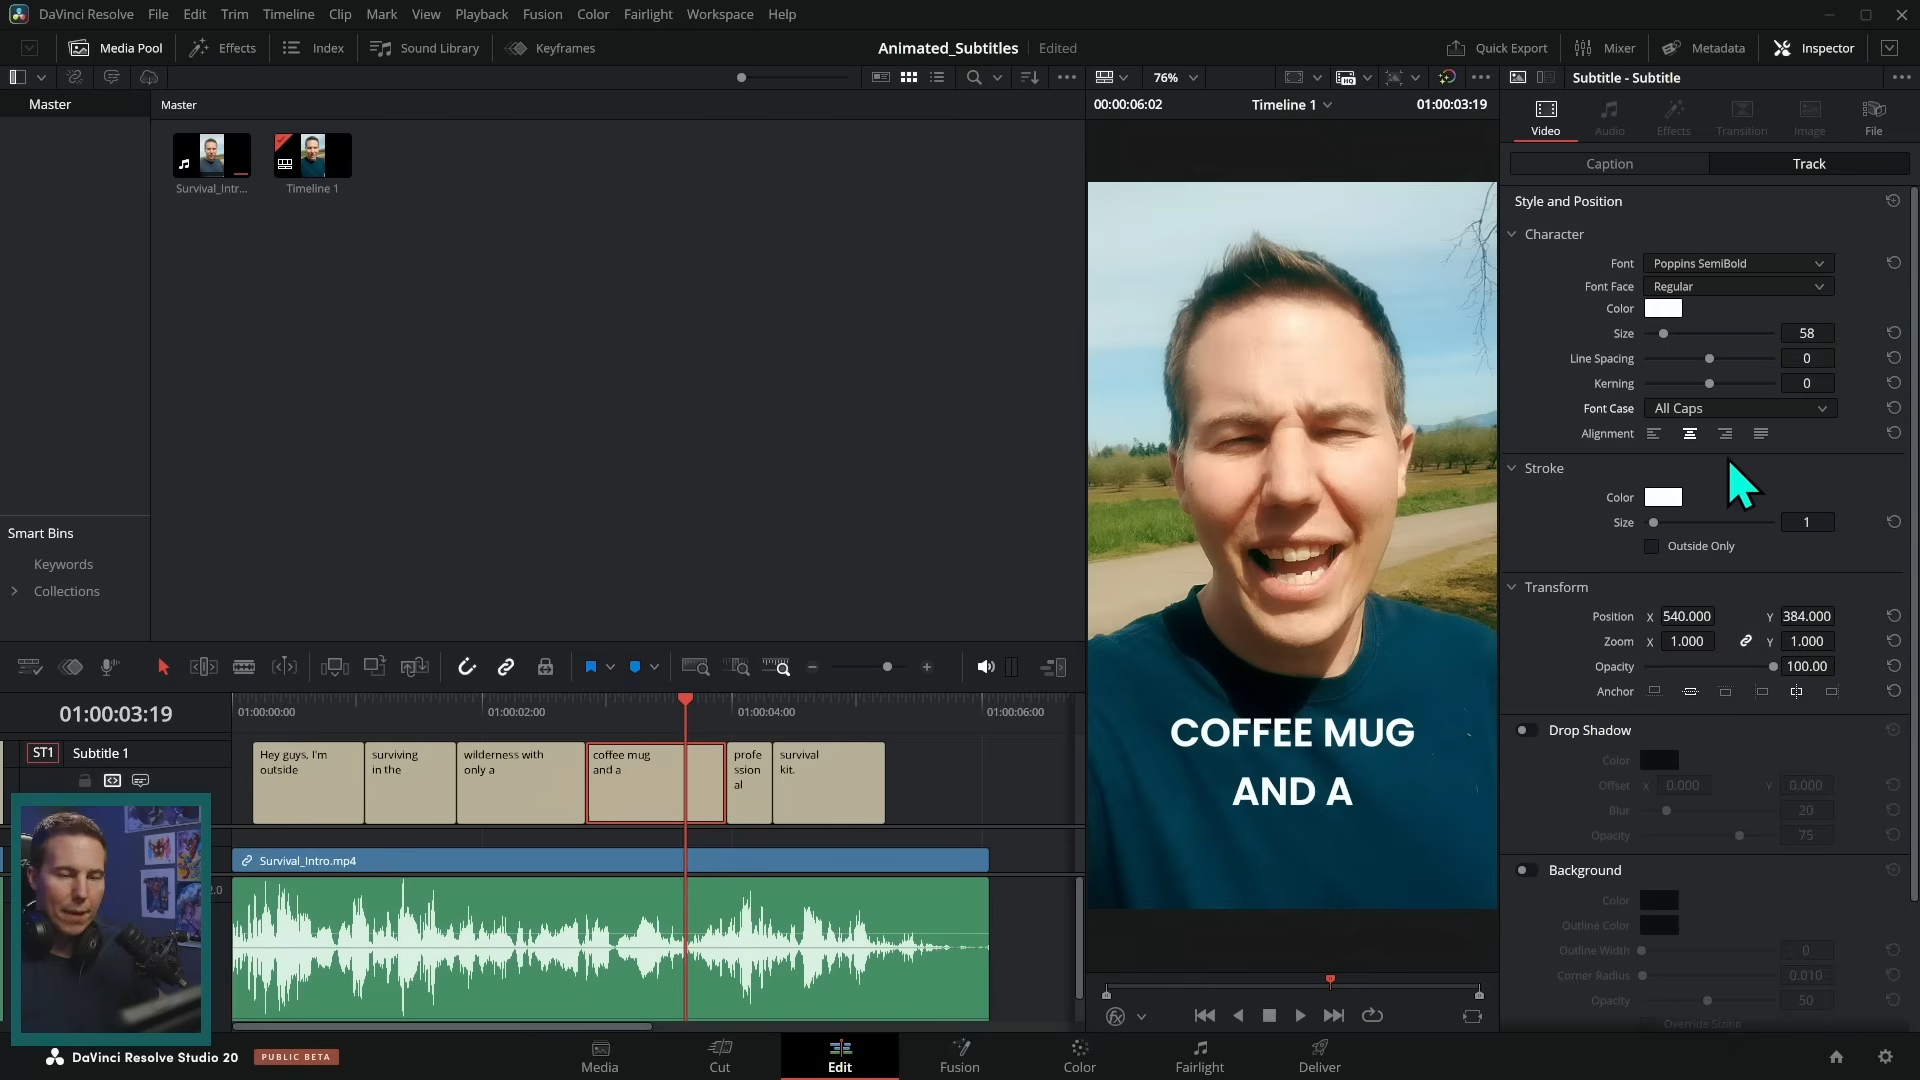 DaVinci Resolve File Edit Trim Timeline Clip Mark View Playback Fusion Color Fairlight Workspace Help
Media Pool Effects Index Sound Library Keyframes Animated_Subtitles Edited Quick Export Mixer Metadata Inspector
76% Subtitle - Subtitle
Master Master 00:00:06:02 Timeline 1 01:00:03:19
Video Audio Effects Transition Image File
Caption Track
Survival_Intr... Timeline 1
Style and Position
Character
Font Poppins SemiBold
Font Face Regular
Color
Size 58
Line Spacing 0
Kerning 0
Font Case All Caps
Alignment
Stroke
Color
Size 1
Outside Only
Transform
Position X 540.000 Y 384.000
Zoom X 1.000 Y 1.000
Opacity 100.00
Anchor
Drop Shadow
Color
Offset X 0.000 Y 0.000
Blur 20
Opacity 75
Background
Color
Outline Color
Outline Width 0
Corner Radius 0.010
Opacity 50
Override Sizing
Smart Bins
Keywords
Collections
COFFEE MUG
AND A
01:00:03:19 01:00:00:00 01:00:02:00 01:00:04:00 01:00:06:00
ST1 Subtitle 1
Hey guys, I'm
outside
surviving
in the
wilderness with
only a
coffee mug
and a
profe
ssion
al
survival
kit.
Survival_Intro.mp4
2.0
DaVinci Resolve Studio 20 PUBLIC BETA
Media Cut Edit Fusion Color Fairlight Deliver